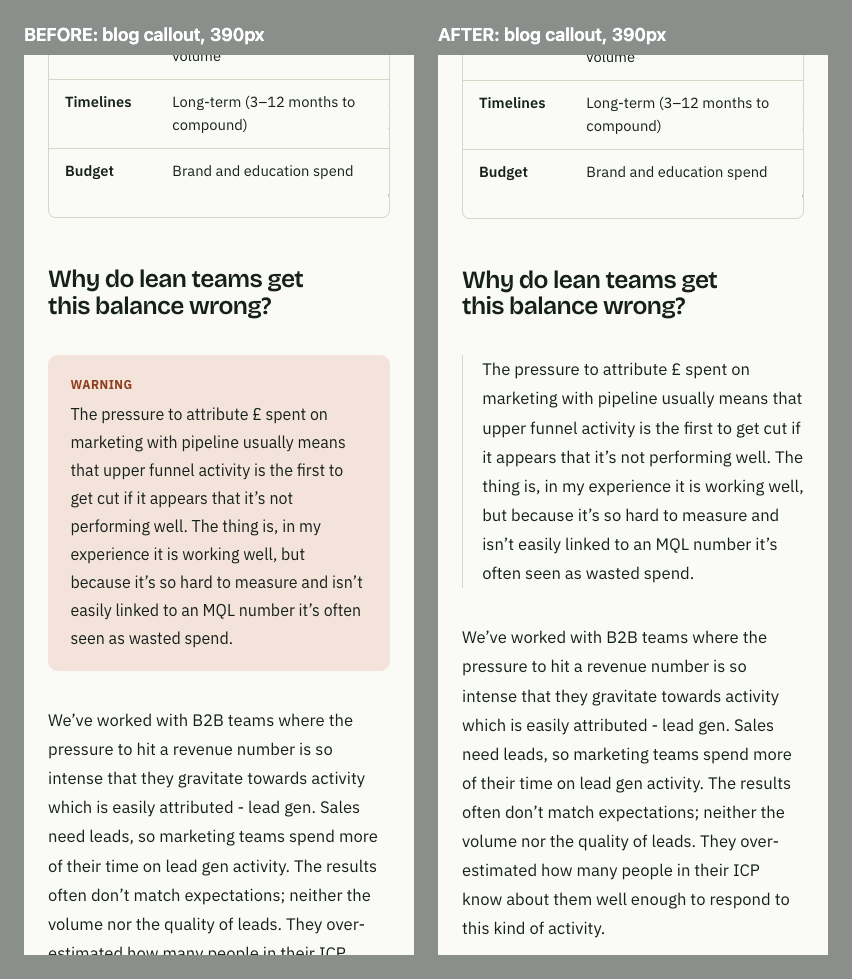 BEFORE: blog callout, 390px
volume
Timelines
Long-term (3–12 months to
compound)
Budget
Brand and education spend
Why do lean teams get
this balance wrong?
WARNING
The pressure to attribute £ spent on
marketing with pipeline usually means
that upper funnel activity is the first to
get cut if it appears that it’s not
performing well. The thing is, in my
experience it is working well, but
because it’s so hard to measure and isn’t
easily linked to an MQL number it’s often
seen as wasted spend.
We’ve worked with B2B teams where the
pressure to hit a revenue number is so
intense that they gravitate towards activity
which is easily attributed - lead gen. Sales
need leads, so marketing teams spend more
of their time on lead gen activity. The results
often don’t match expectations; neither the
volume nor the quality of leads. They over-
estimated how many people in their ICP
AFTER: blog callout, 390px
volume
Timelines
Long-term (3–12 months to
compound)
Budget
Brand and education spend
Why do lean teams get
this balance wrong?
The pressure to attribute £ spent on
marketing with pipeline usually means that
upper funnel activity is the first to get cut if
it appears that it’s not performing well. The
thing is, in my experience it is working well,
but because it’s so hard to measure and
isn’t easily linked to an MQL number it’s
often seen as wasted spend.
We’ve worked with B2B teams where the
pressure to hit a revenue number is so
intense that they gravitate towards activity
which is easily attributed - lead gen. Sales
need leads, so marketing teams spend more
of their time on lead gen activity. The results
often don’t match expectations; neither the
volume nor the quality of leads. They over-
estimated how many people in their ICP
know about them well enough to respond to
this kind of activity.